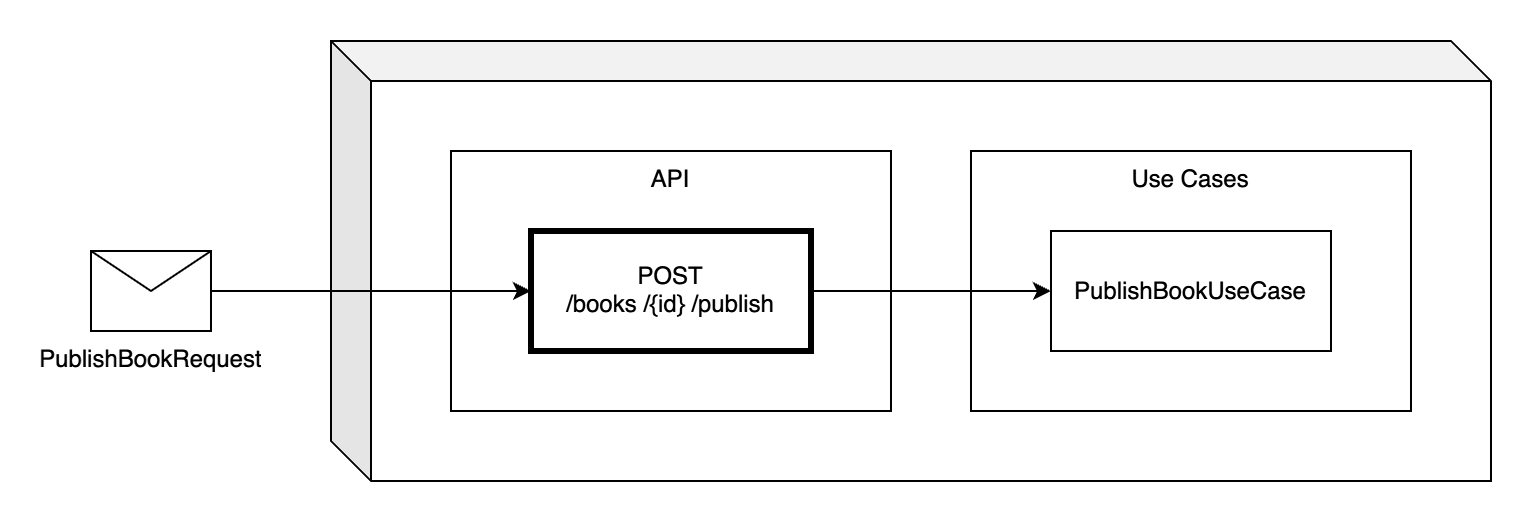 API
Use Cases
POST
/books /{id} /publish
PublishBookUseCase
PublishBookRequest